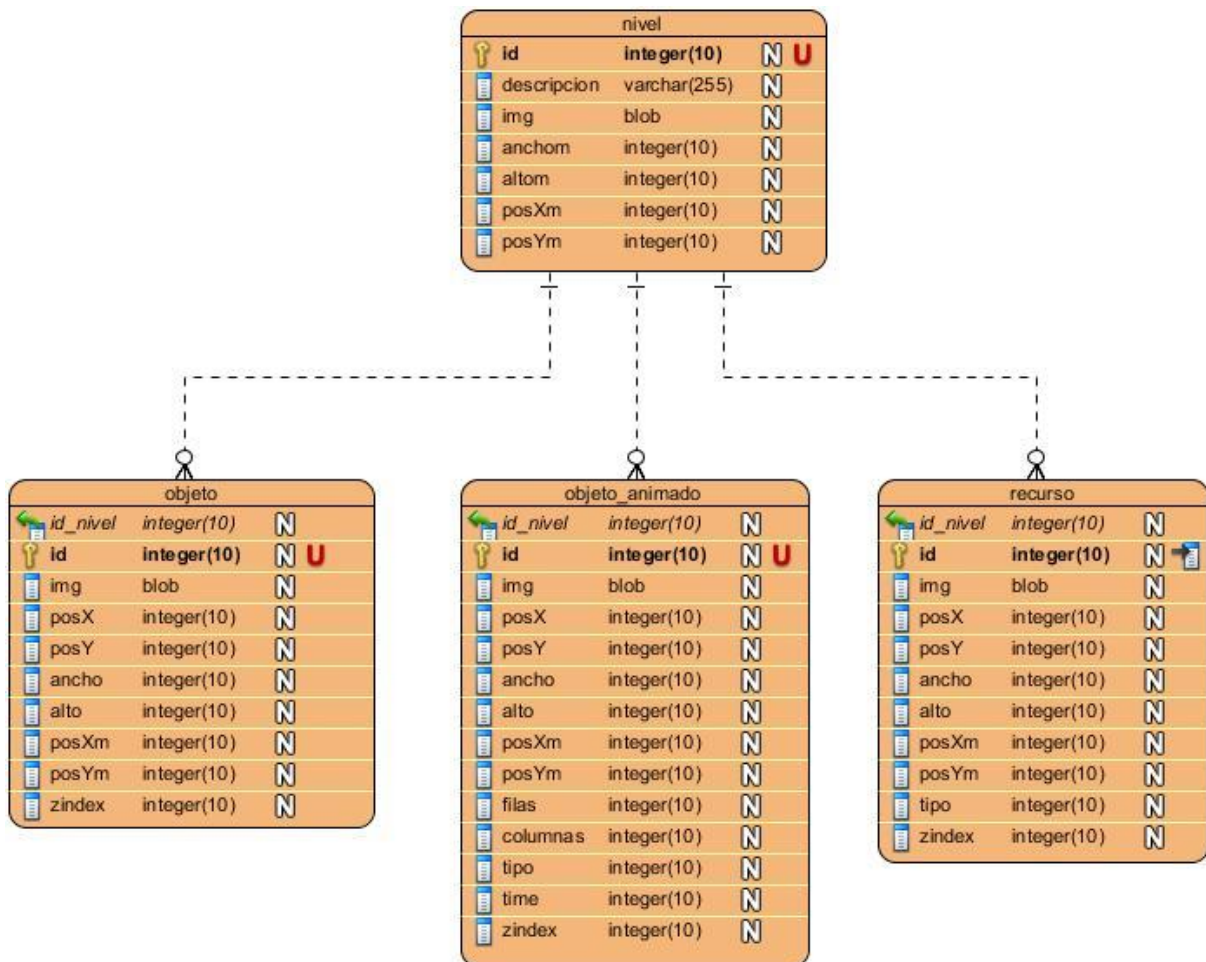 nivel
id integer(10) N U
descripcion varchar(255) N
img blob N
anchom integer(10) N
altom integer(10) N
posXm integer(10) N
posYm integer(10) N
objeto
id_nivel integer(10) N
id integer(10) N U
img blob N
posX integer(10) N
posY integer(10) N
ancho integer(10) N
alto integer(10) N
posXm integer(10) N
posYm integer(10) N
zindex integer(10) N
objeto_animado
id_nivel integer(10) N
id integer(10) N U
img blob N
posX integer(10) N
posY integer(10) N
ancho integer(10) N
alto integer(10) N
posXm integer(10) N
posYm integer(10) N
filas integer(10) N
columnas integer(10) N
tipo integer(10) N
time integer(10) N
zindex integer(10) N
recurso
id_nivel integer(10) N
id integer(10) N
img blob N
posX integer(10) N
posY integer(10) N
ancho integer(10) N
alto integer(10) N
posXm integer(10) N
posYm integer(10) N
tipo integer(10) N
zindex integer(10) N